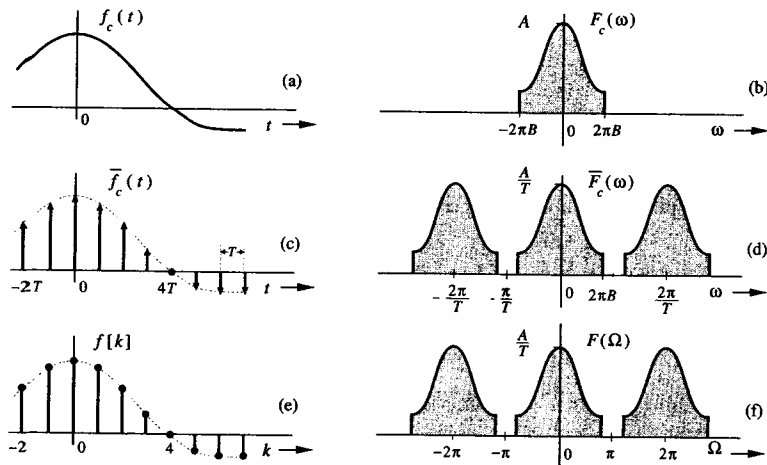 f_c(t)
(a)
0
t
A
F_c(ω)
(b)
-2πB
0
2πB
ω
f̅_c(t)
T
(c)
-2T
0
4T
t
A/T
F̅_c(ω)
(d)
-2π/T
-π/T
0
2πB
2π/T
ω
f[k]
(e)
-2
0
4
k
A/T
F(Ω)
(f)
-2π
-π
0
π
2π
Ω